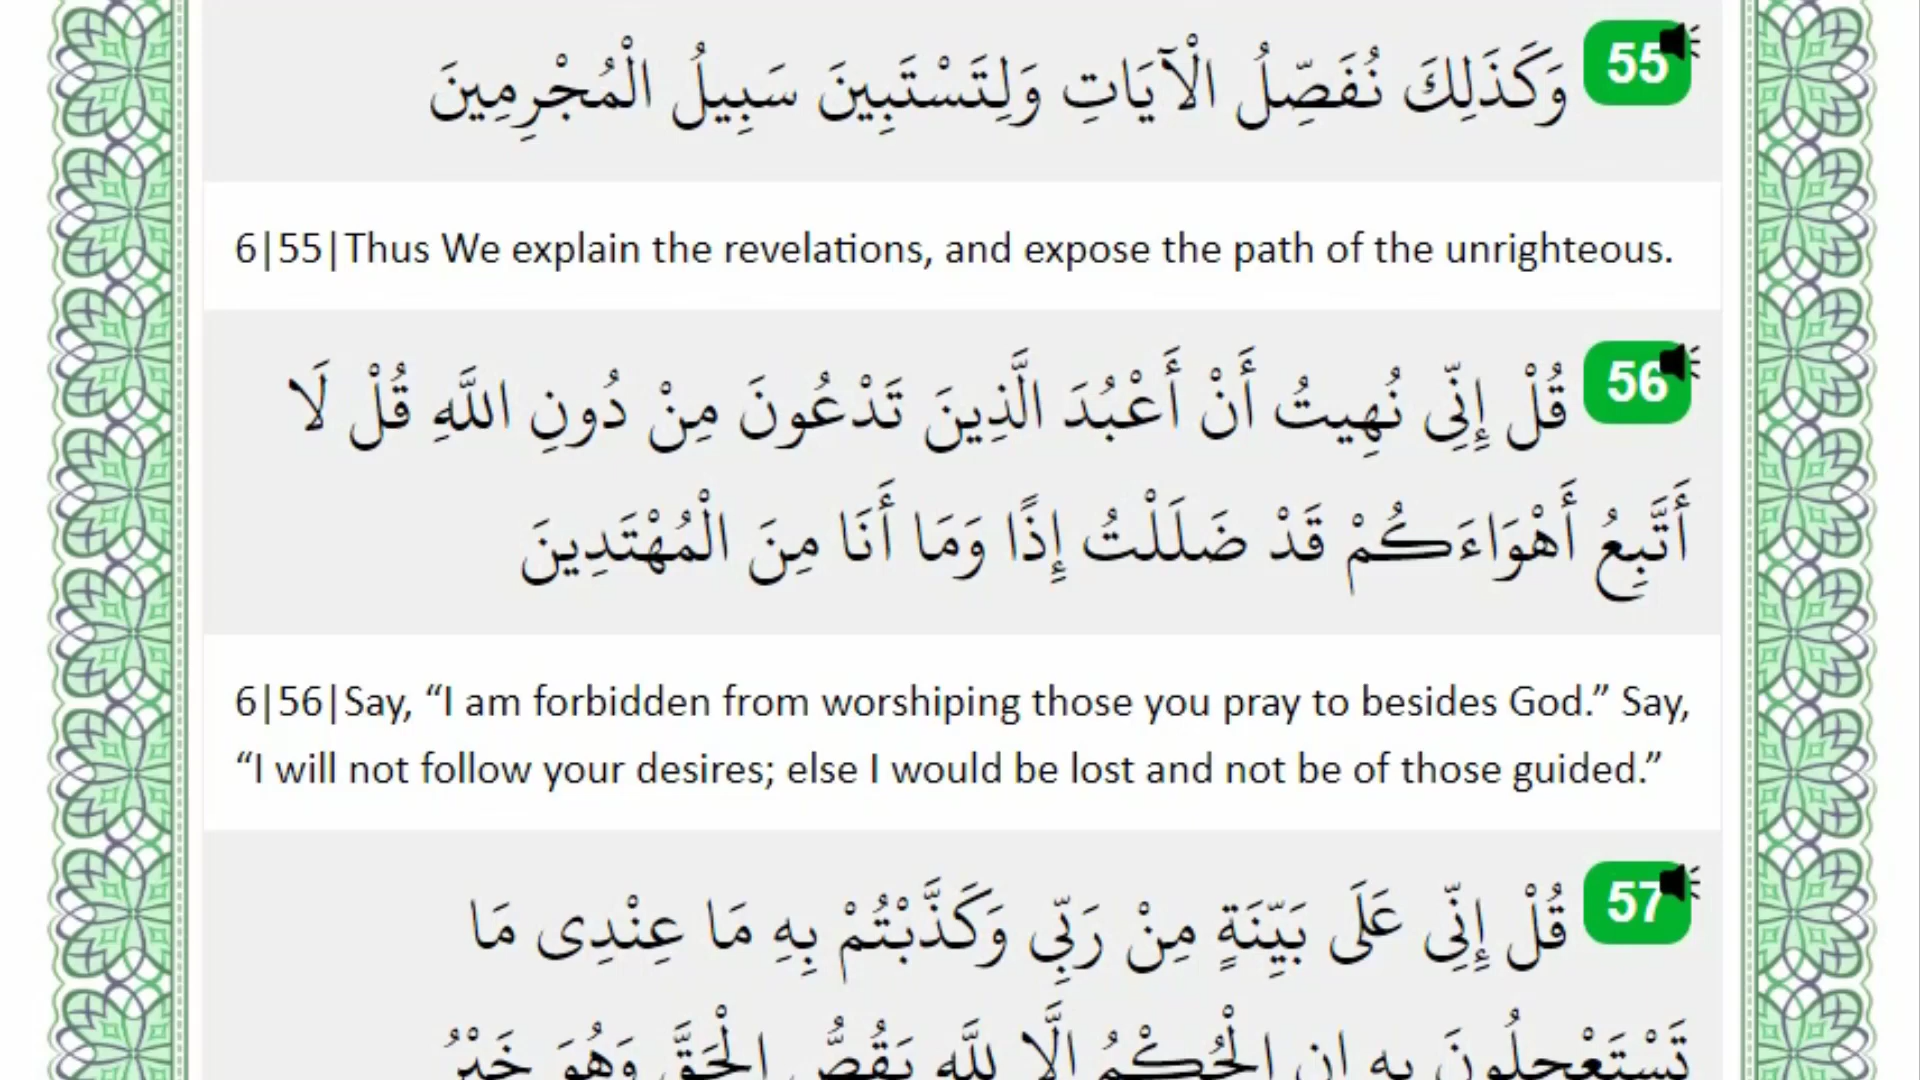 55 وَكَذَلِكَ نُفَصِّلُ الْآيَاتِ وَلِتَسْتَبِينَ سَبِيلُ الْمُجْرِمِينَ
6|55|Thus We explain the revelations, and expose the path of the unrighteous.
56 قُلْ إِنِّى نُهِيتُ أَنْ أَعْبُدَ الَّذِينَ تَدْعُونَ مِنْ دُونِ اللَّهِ قُلْ لَا
أَتَّبِعُ أَهْوَاءَكُمْ قَدْ ضَلَلْتُ إِذًا وَمَا أَنَا مِنَ الْمُهْتَدِينَ
6|56|Say, “I am forbidden from worshiping those you pray to besides God.” Say,
“I will not follow your desires; else I would be lost and not be of those guided.”
57 قُلْ إِنِّى عَلَى بَيِّنَةٍ مِنْ رَبِّي وَكَذَّبْتُمْ بِهِ مَا عِنْدِى مَا
تَسْتَعْجِلُونَ بِهِ إِنِ الْحُكْمُ إِلَّا لِلَّهِ يَقُصُّ الْحَقَّ وَهُوَ خَيْرُ